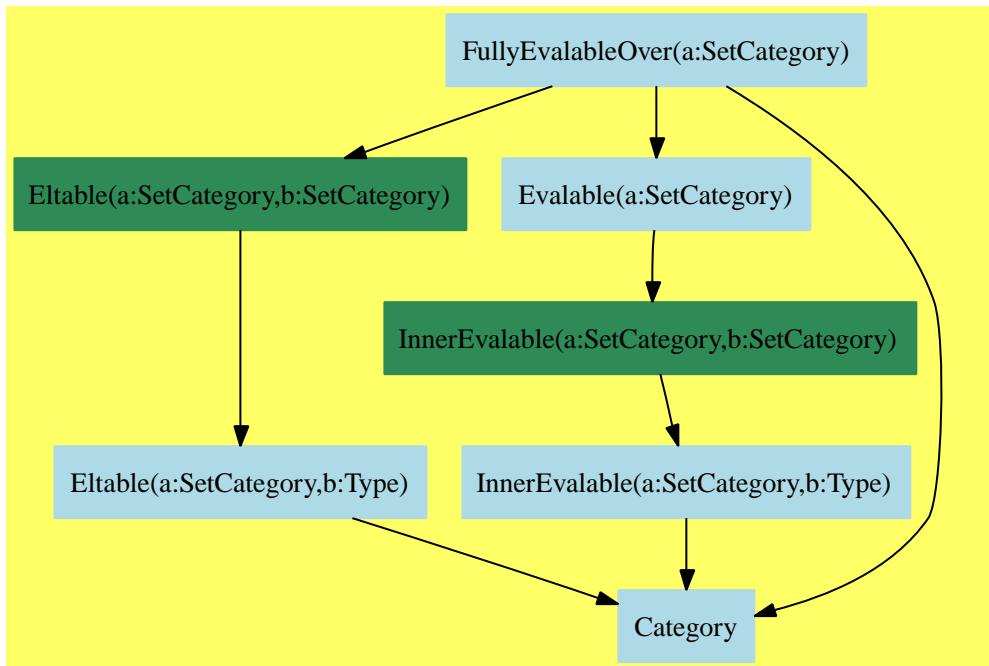 FullyEvalableOver(a:SetCategory)
Eltable(a:SetCategory,b:SetCategory)
Evalable(a:SetCategory)
InnerEvalable(a:SetCategory,b:SetCategory)
Eltable(a:SetCategory,b:Type)
InnerEvalable(a:SetCategory,b:Type)
Category